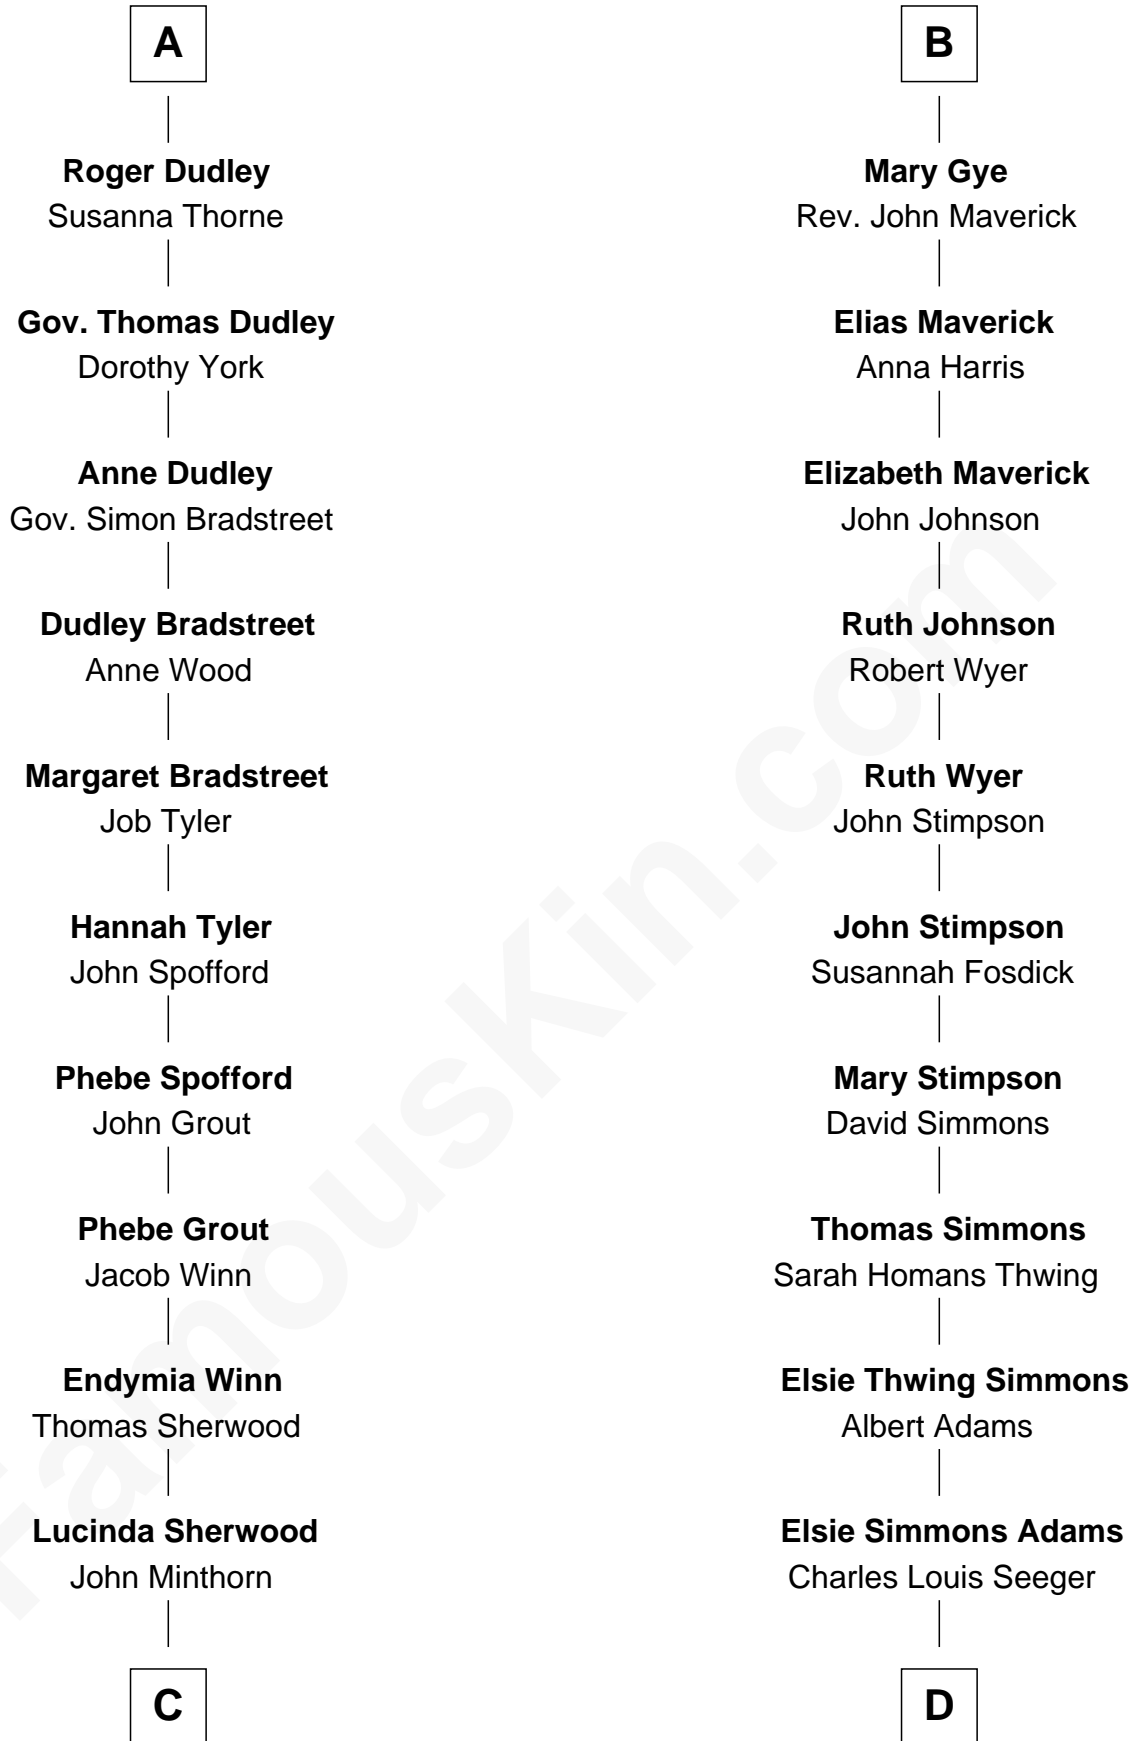 A
Roger Dudley
Susanna Thorne
Gov. Thomas Dudley
Dorothy York
Anne Dudley
Gov. Simon Bradstreet
Dudley Bradstreet
Anne Wood
Margaret Bradstreet
Job Tyler
Hannah Tyler
John Spofford
Phebe Spofford
John Grout
Phebe Grout
Jacob Winn
Endymia Winn
Thomas Sherwood
Lucinda Sherwood
John Minthorn
C
B
Mary Gye
Rev. John Maverick
Elias Maverick
Anna Harris
Elizabeth Maverick
John Johnson
Ruth Johnson
Robert Wyer
Ruth Wyer
John Stimpson
John Stimpson
Susannah Fosdick
Mary Stimpson
David Simmons
Thomas Simmons
Sarah Homans Thwing
Elsie Thwing Simmons
Albert Adams
Elsie Simmons Adams
Charles Louis Seeger
D
FamousKin.com